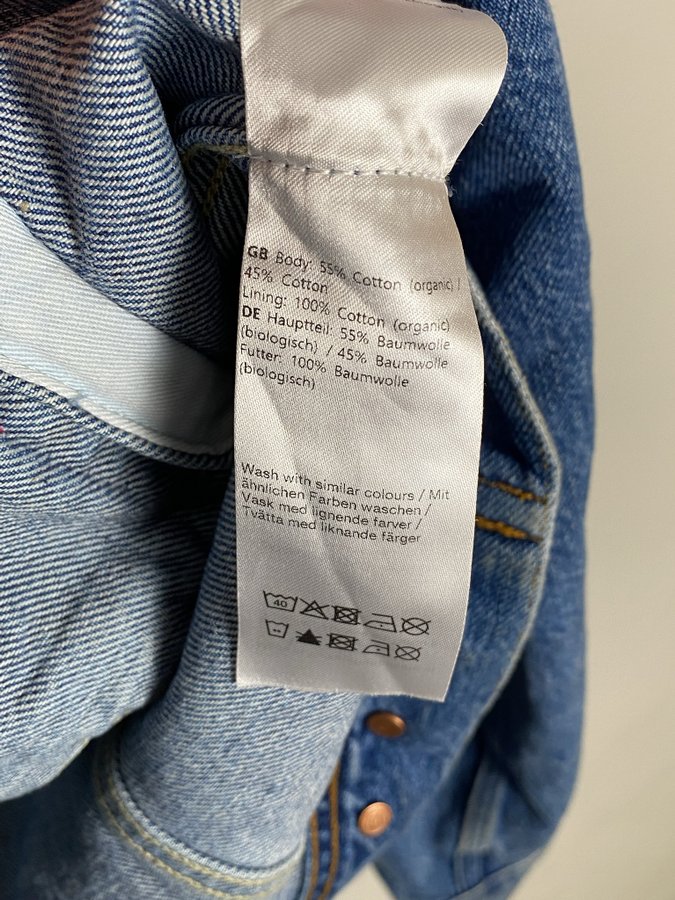 GB Body: 55% Cotton (organic) /
45% Cotton
Lining: 100% Cotton (organic)
DE Hauptteil: 55% Baumwolle
(biologisch) / 45% Baumwolle
Futter: 100% Baumwolle
(biologisch)
Wash with similar colours / Mit
ähnlichen Farben waschen /
Vask med lignende farver /
Tvätta med liknande färger
40